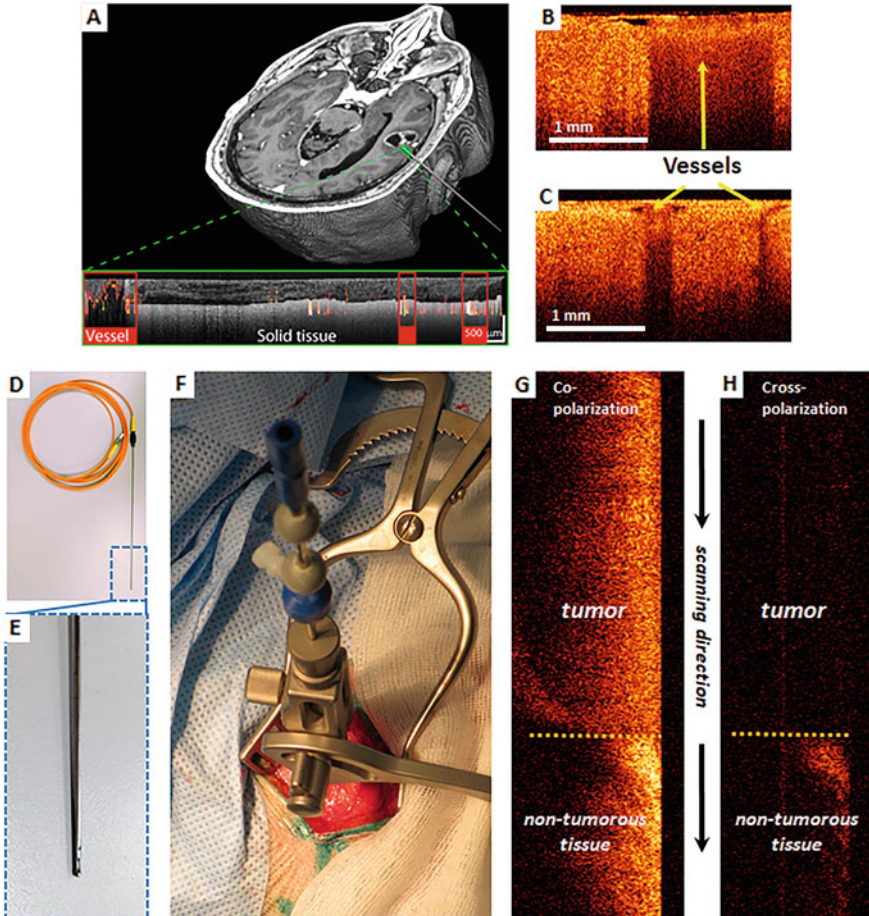 A
B
1 mm
Vessels
C
1 mm
Vessel
Solid tissue
500 μm
D
E
F
G
Co-
polarization
tumor
non-tumorous
tissue
scanning direction
H
Cross-
polarization
tumor
non-tumorous
tissue